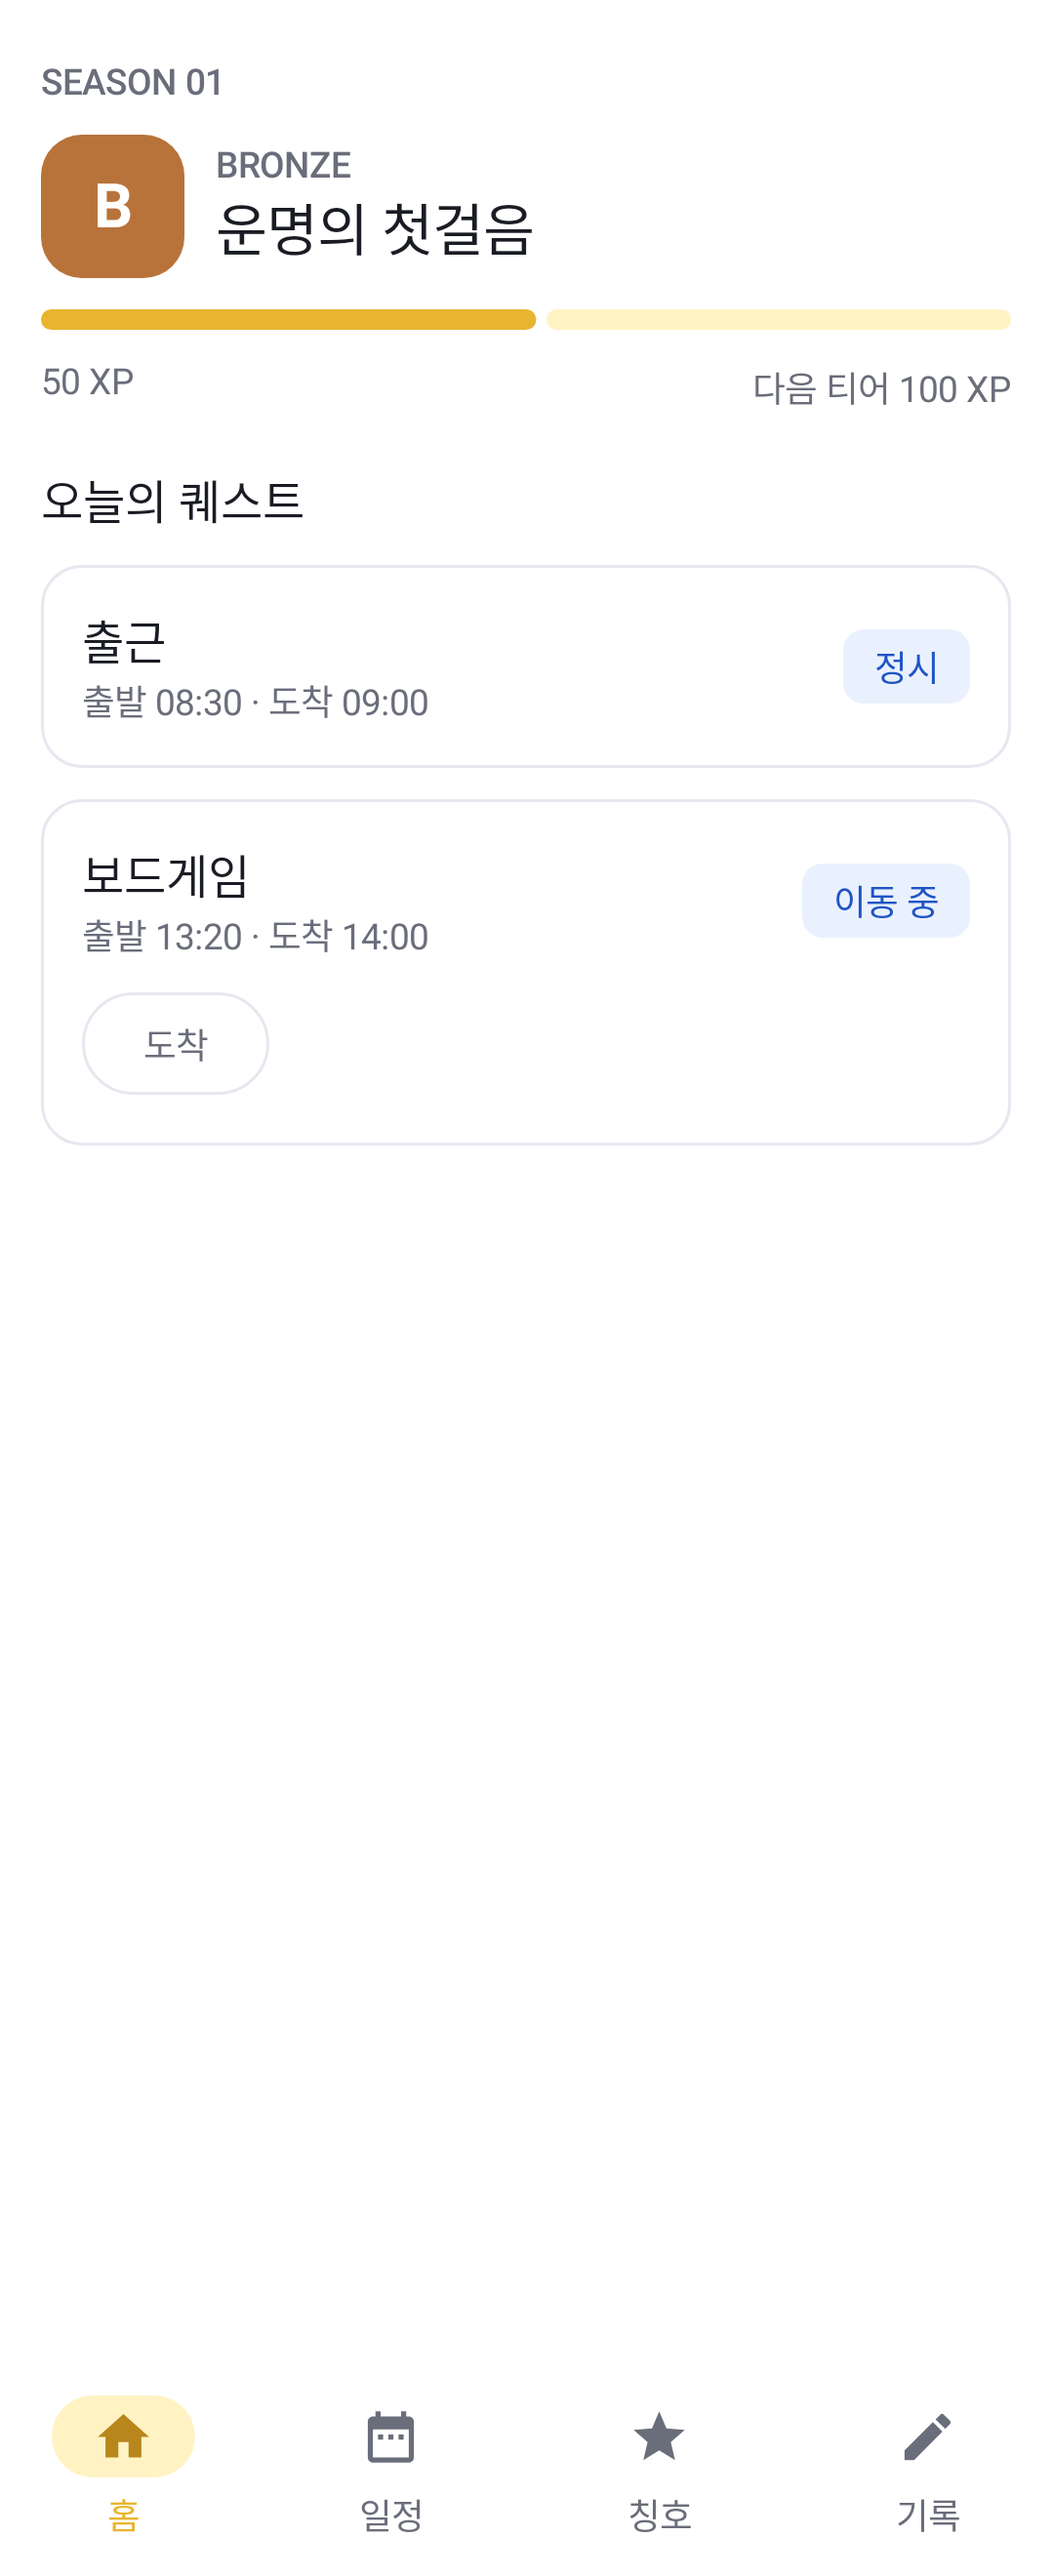 SEASON 01
B
BRONZE
운명의 첫걸음
50 XP
다음 티어 100 XP
오늘의 퀘스트
출근
출발 08:30 · 도착 09:00
정시
보드게임
출발 13:20 · 도착 14:00
이동 중
도착
홈
일정
칭호
기록